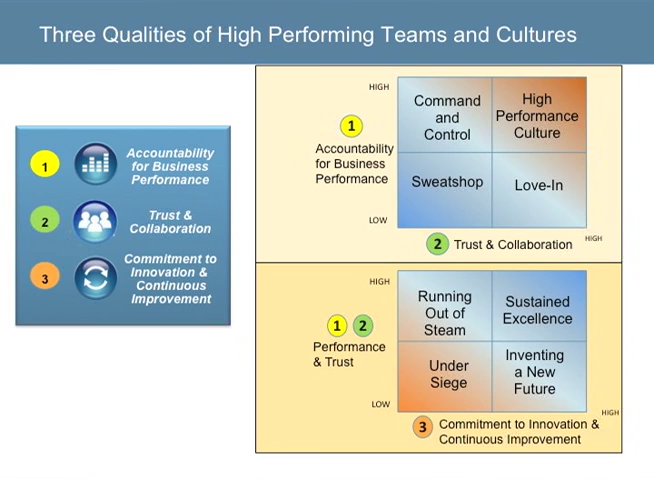 Three Qualities of High Performing Teams and Cultures
1
Accountability
for Business
Performance
2
Trust &
Collaboration
3
Commitment to
Innovation &
Continuous
Improvement
HIGH
1
Accountability
for Business
Performance
LOW
Command
and
Control
High
Performance
Culture
Sweatshop
Love-In
2 Trust & Collaboration
HIGH
HIGH
1 2
Performance
& Trust
LOW
Running
Out of
Steam
Sustained
Excellence
Under
Siege
Inventing
a New
Future
HIGH
3 Commitment to Innovation &
Continuous Improvement